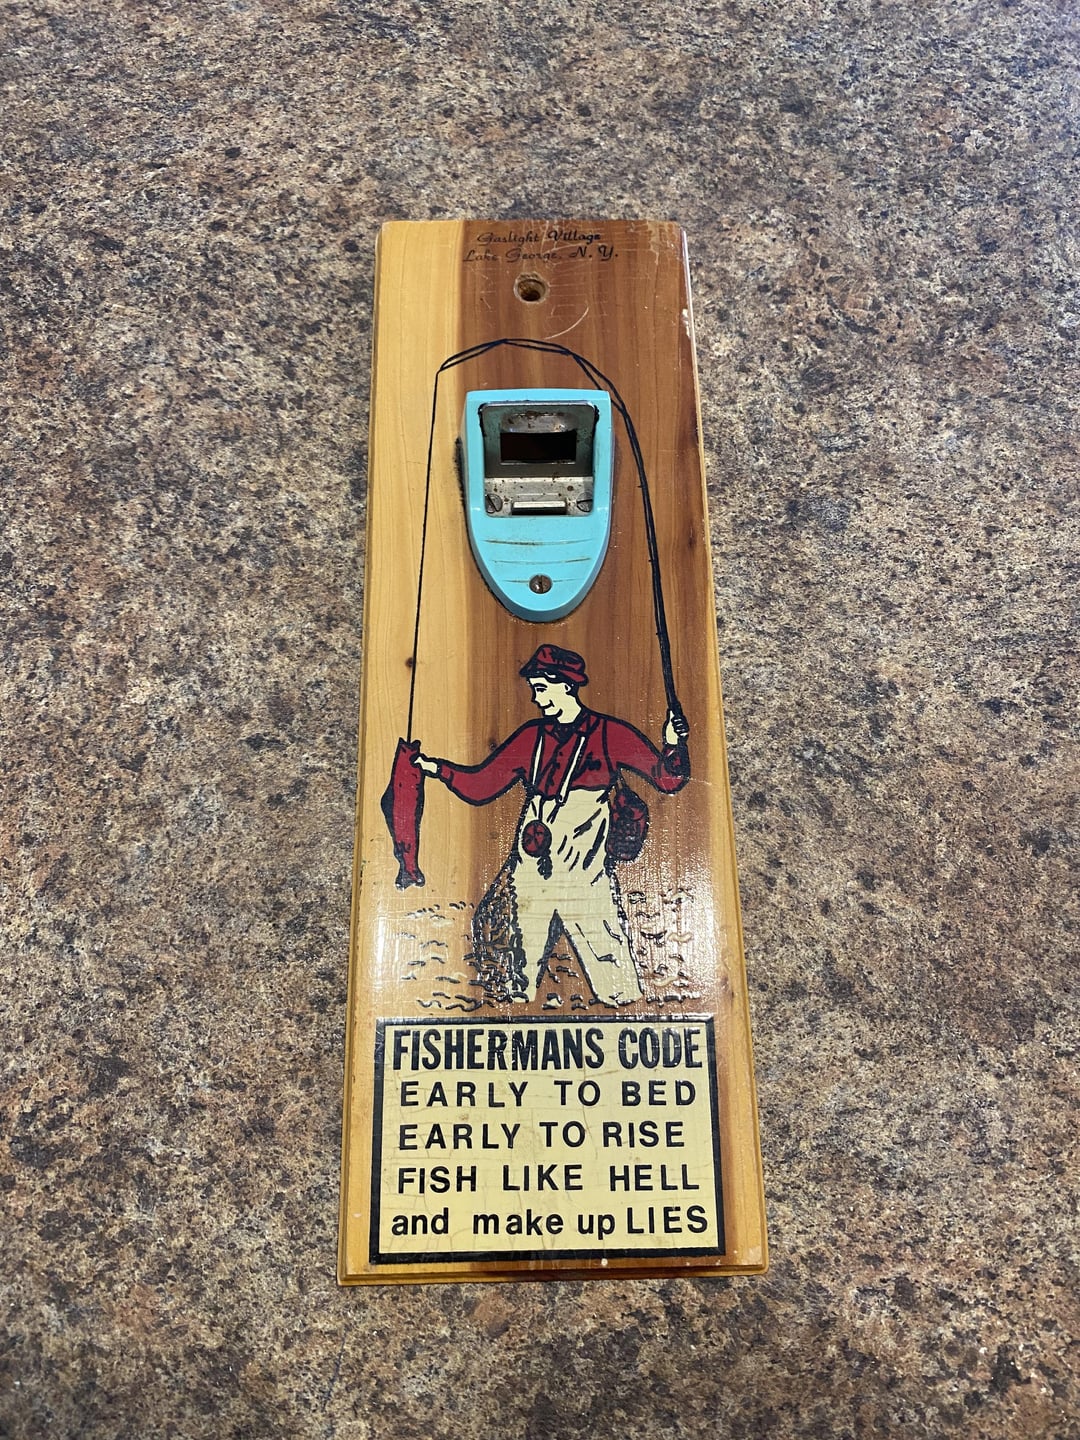 Gaslight Village
Lake George, N. Y.
FISHERMANS CODE
EARLY TO BED
EARLY TO RISE
FISH LIKE HELL
and make up LIES